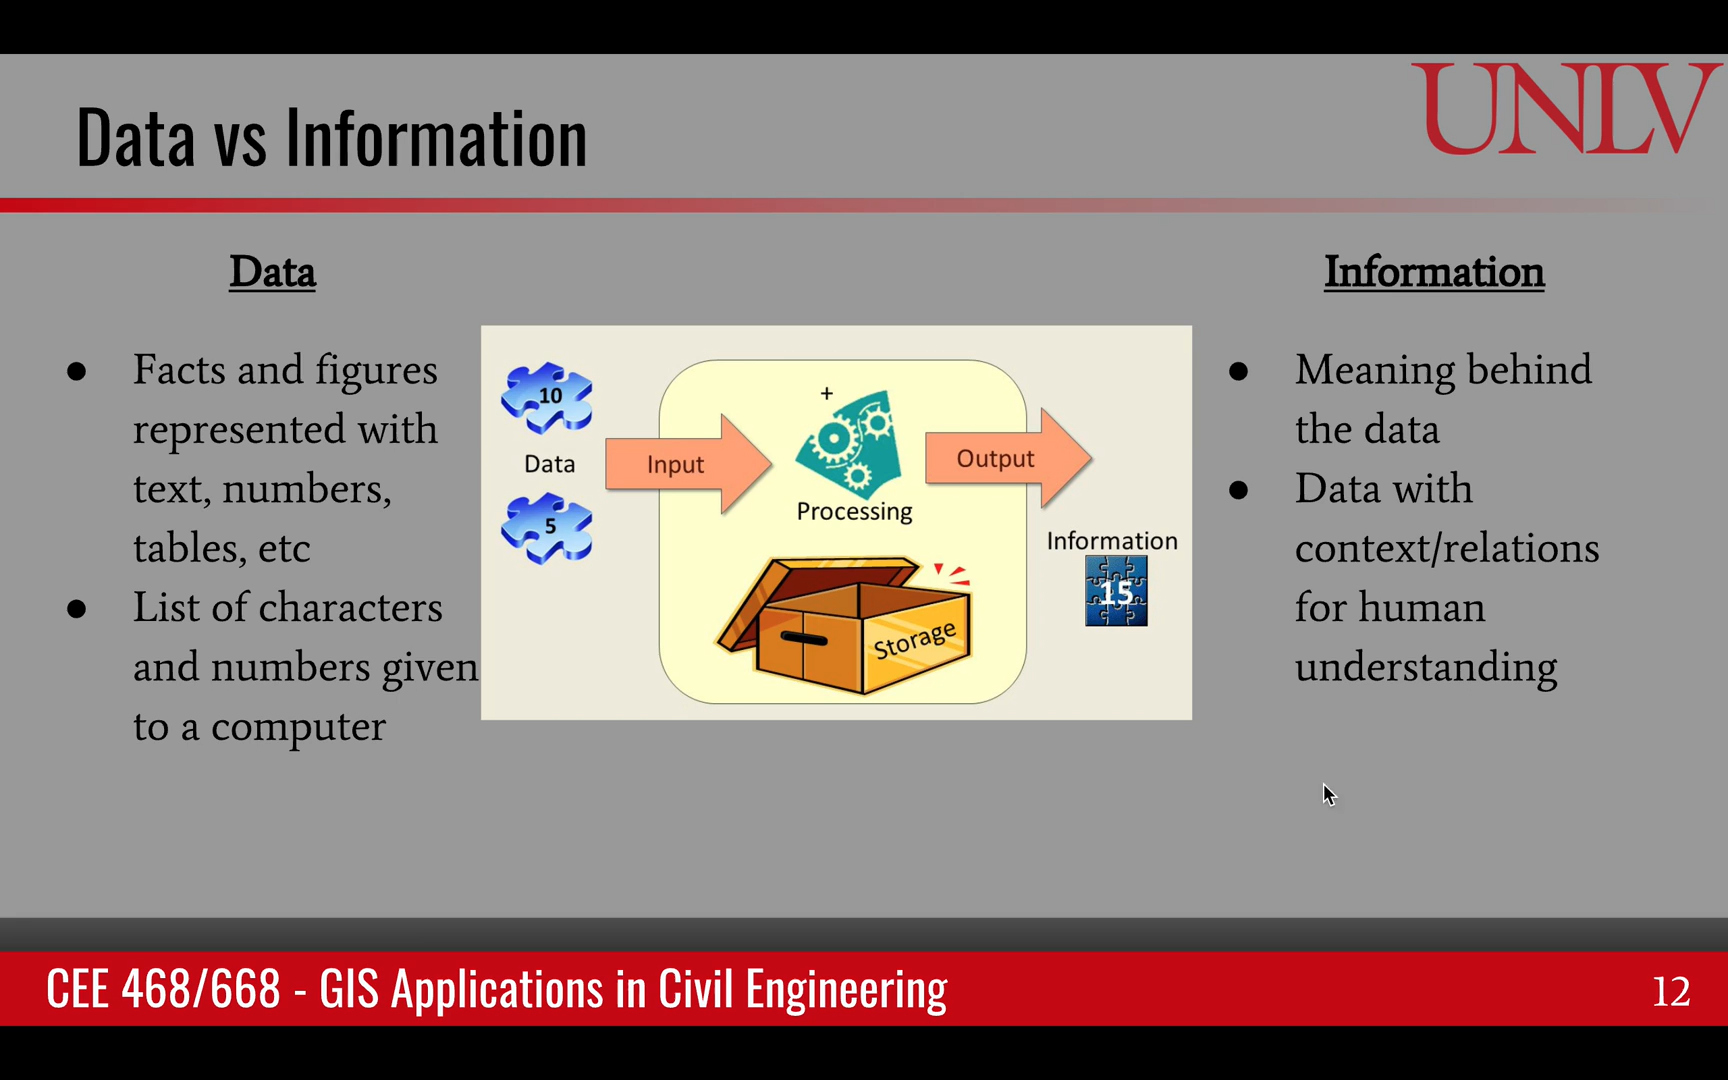 UNLV
Data vs Information
Data
● Facts and figures
represented with
text, numbers,
tables, etc
● List of characters
and numbers given
to a computer
10
Data
5
Input
+
Processing
Storage
Output
Information
15
Information
● Meaning behind
the data
● Data with
context/relations
for human
understanding
CEE 468/668 - GIS Applications in Civil Engineering
12